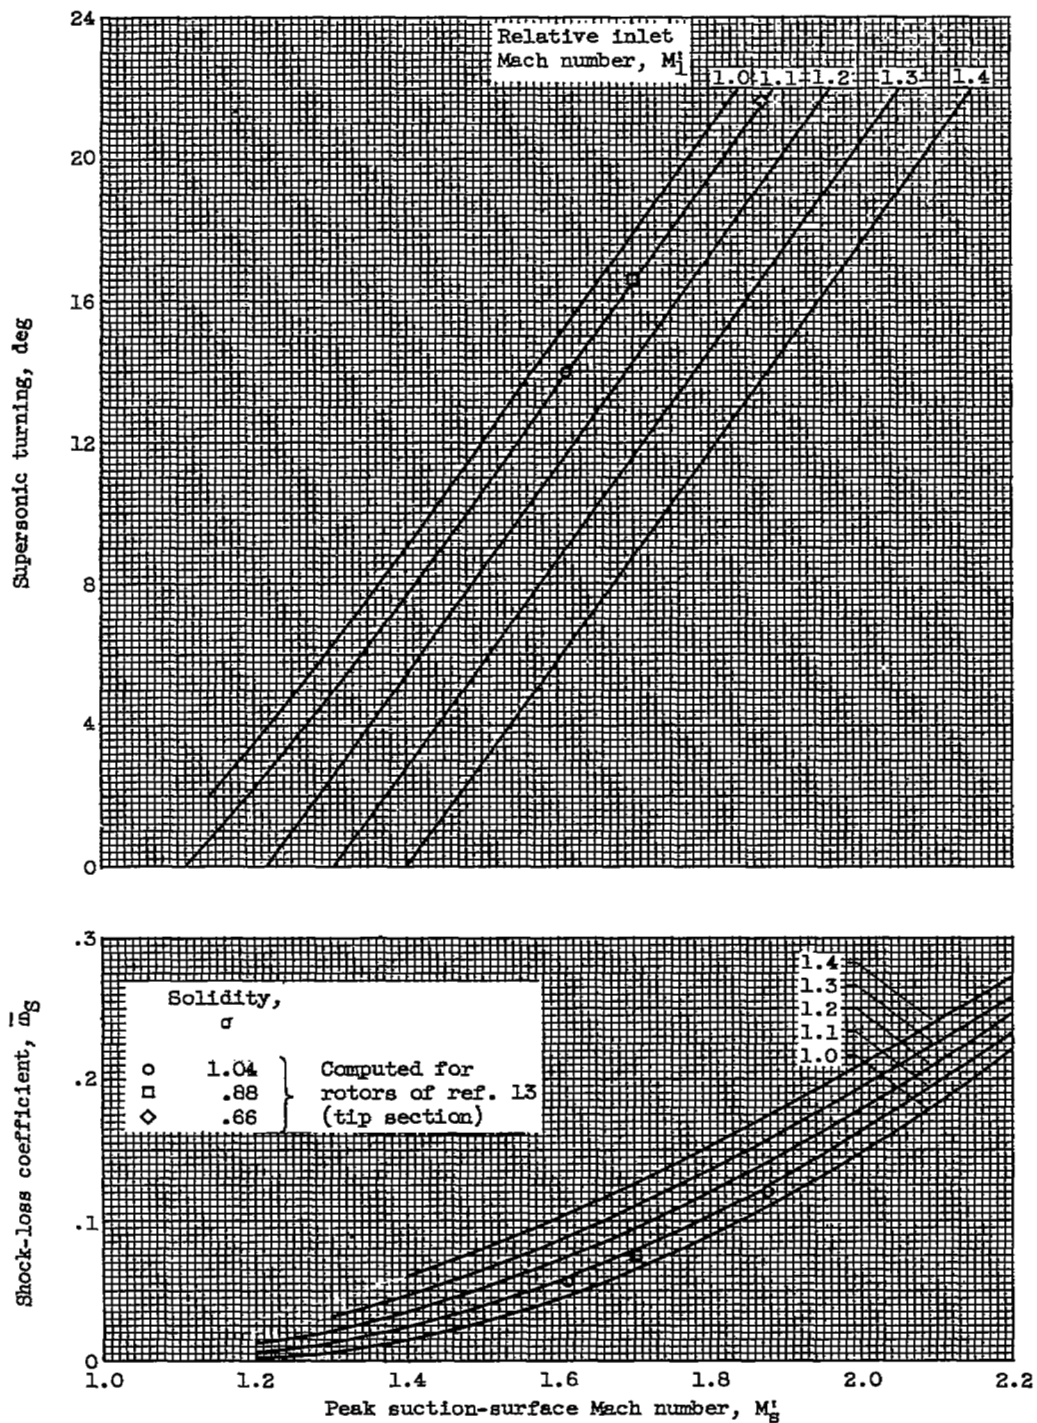 24
20
16
12
8
4
0
Supersonic turning, deg
Relative inlet
Mach number, M'1
1.0 1.1 1.2 1.3 1.4
.3
.2
.1
0
Shock-loss coefficient, ω̄S
Solidity,
σ
1.04
.88
.66
Computed for
rotors of ref. 13
(tip section)
1.4
1.3
1.2
1.1
1.0
1.0 1.2 1.4 1.6 1.8 2.0 2.2
Peak suction-surface Mach number, M's